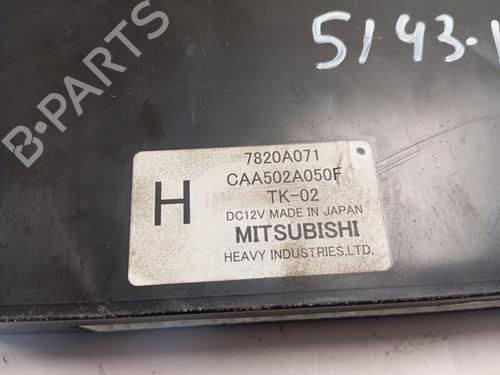 B-PARTS
5143.
7820A071
CAA502A050F
H
TK-02
DC12V MADE IN JAPAN
MITSUBISHI
HEAVY INDUSTRIES,LTD.